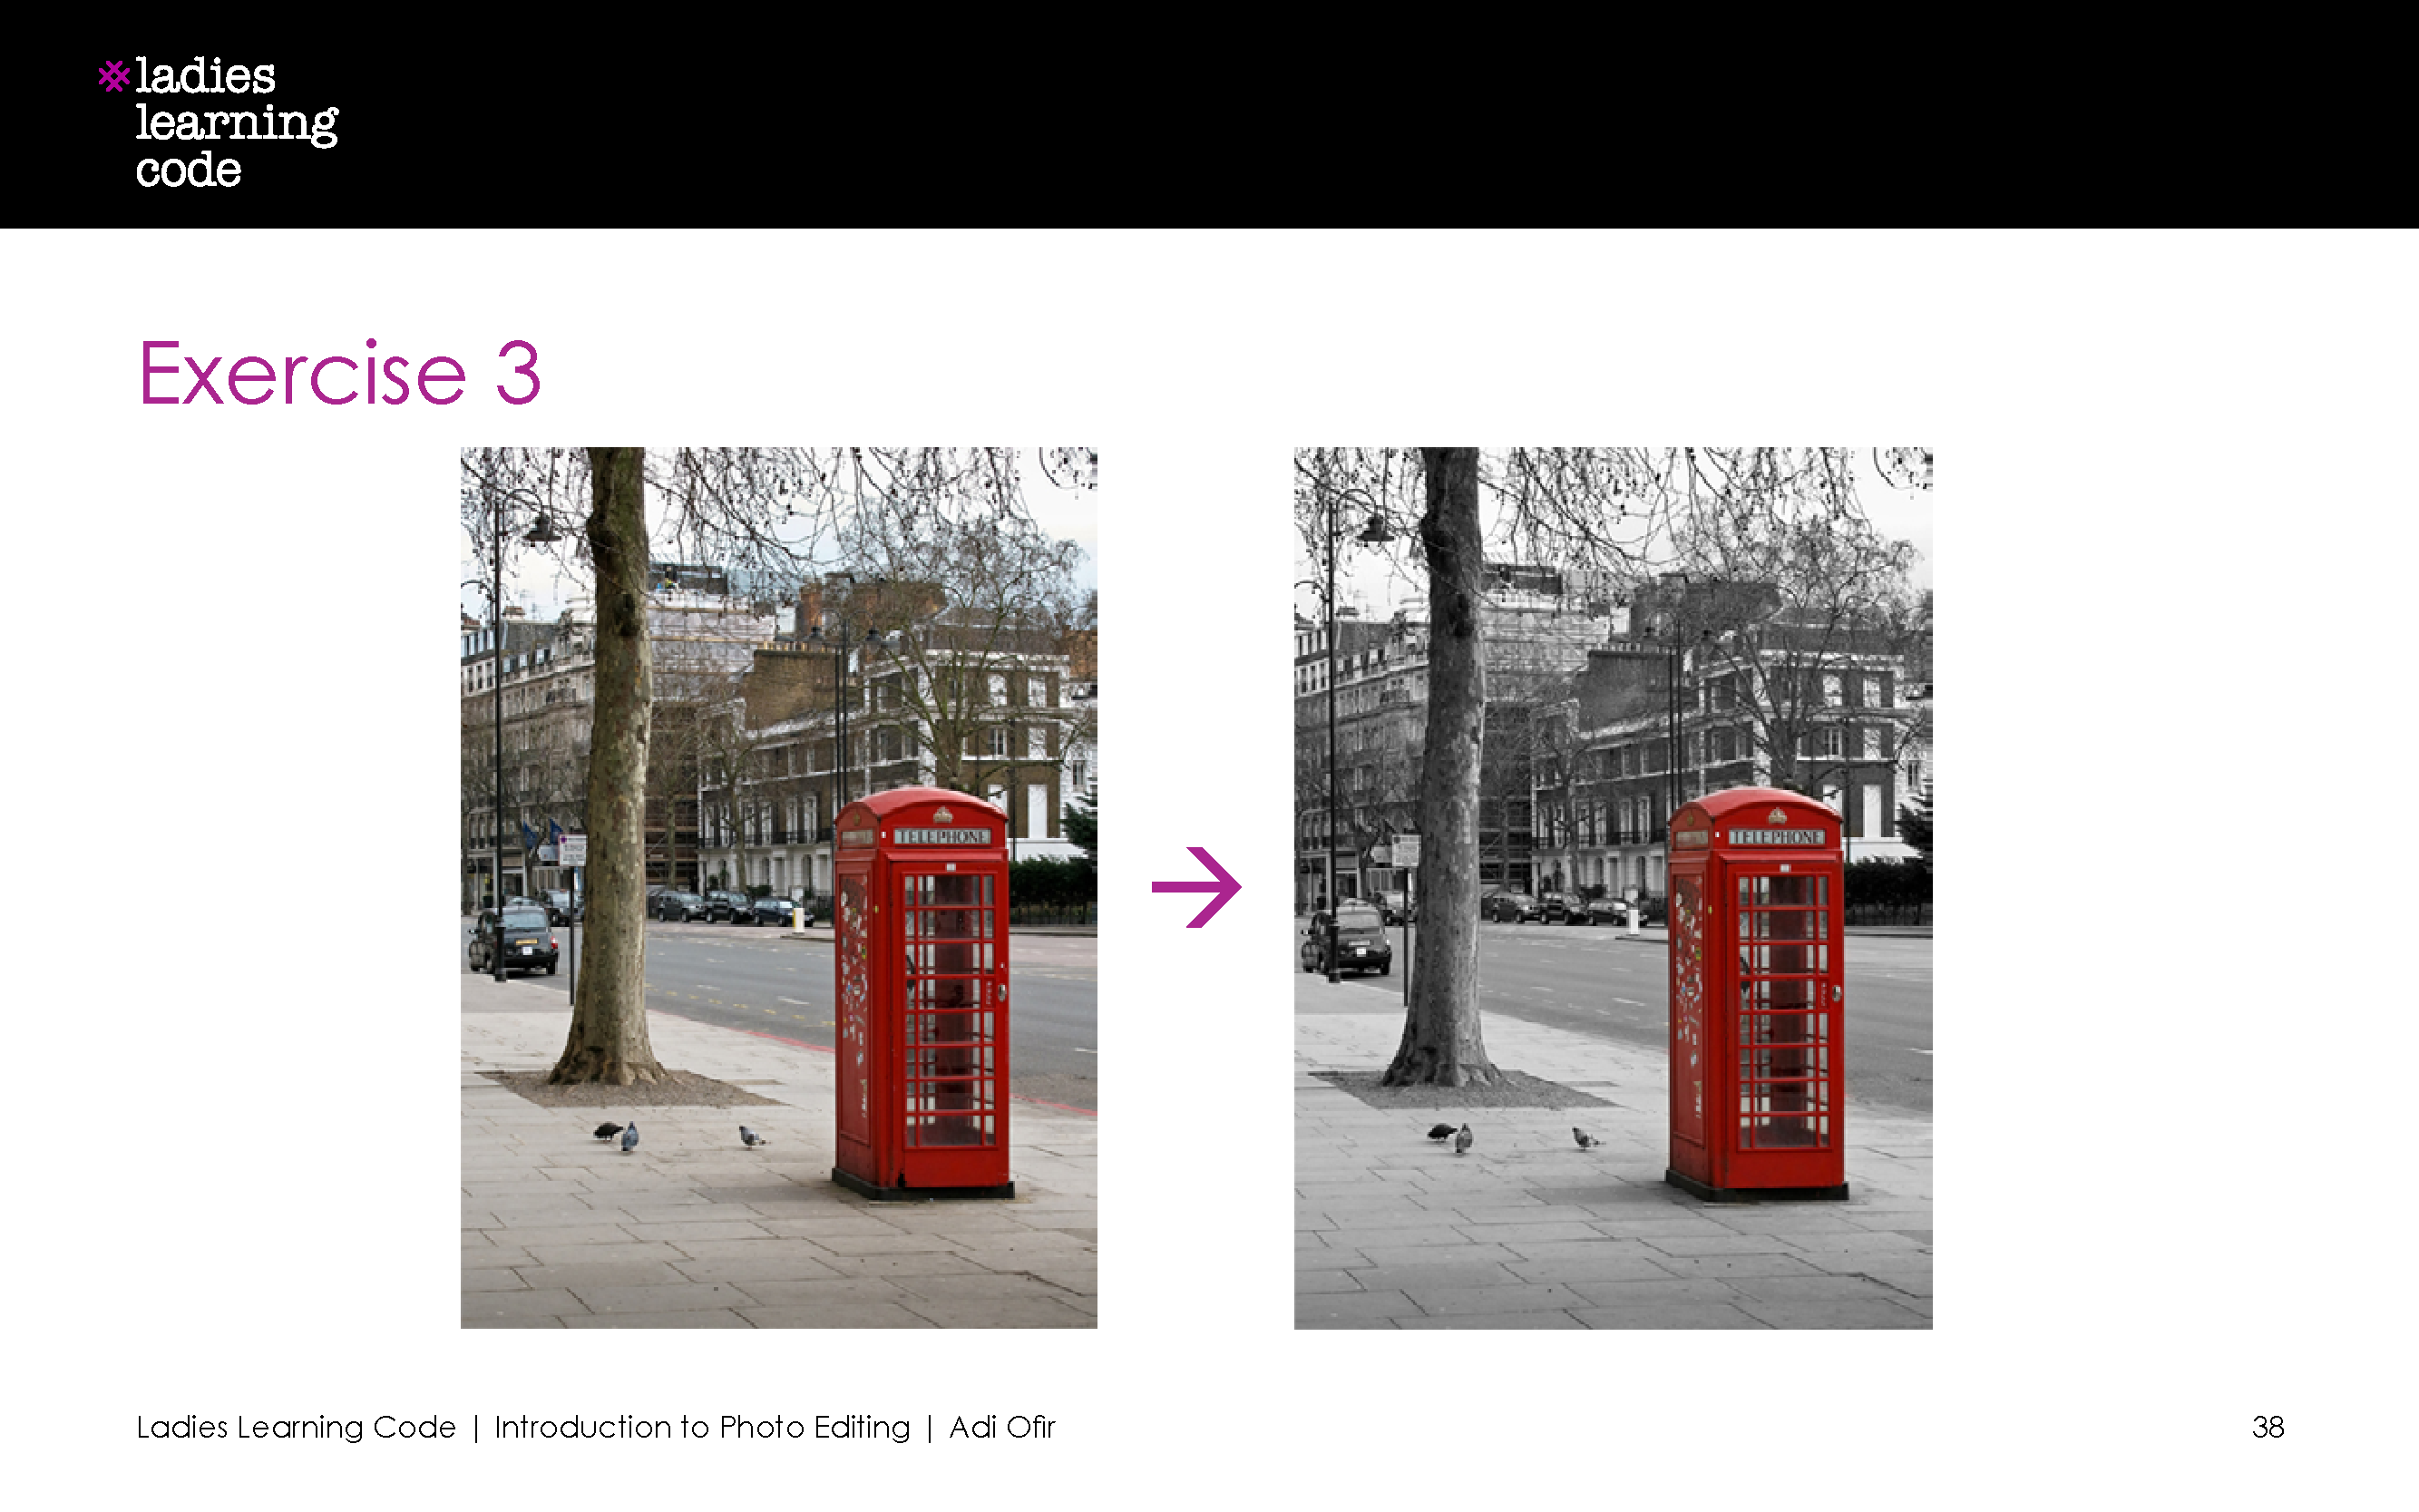 ladies
learning
code
Exercise 3
TELEPHONE
TELEPHONE
Ladies Learning Code | Introduction to Photo Editing | Adi Ofir
38